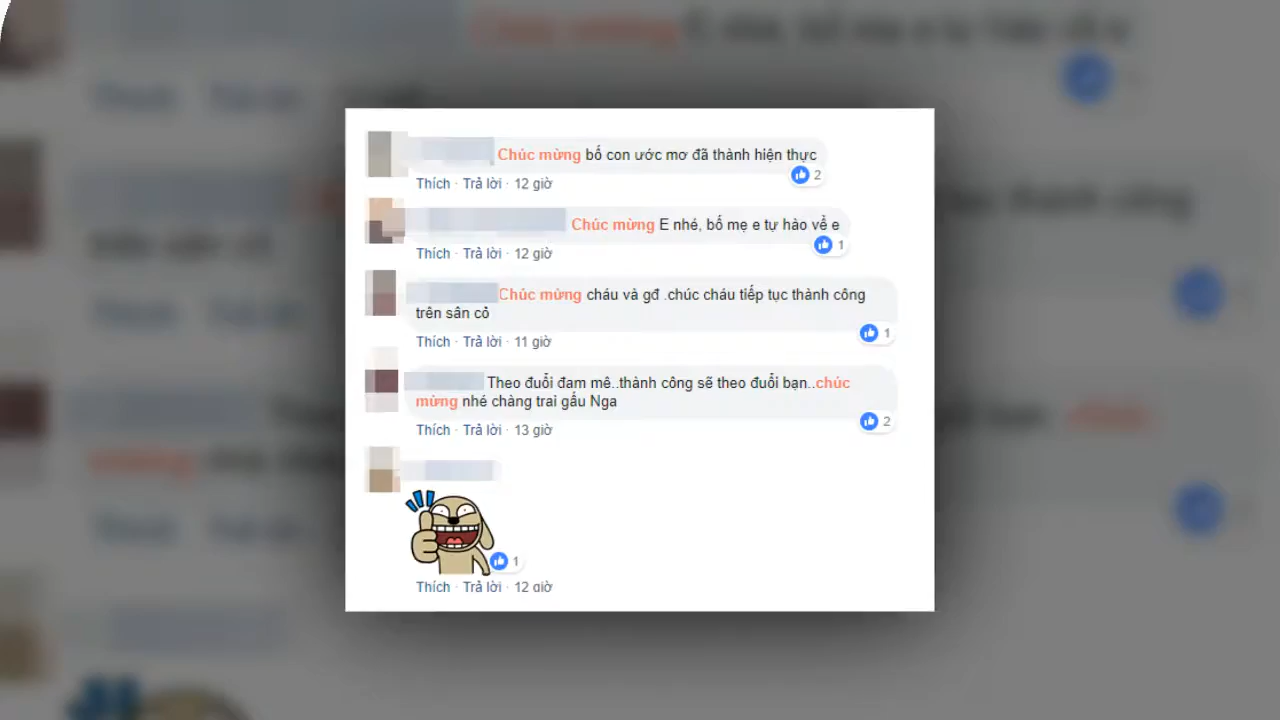 Chúc mừng bố con ước mơ đã thành hiện thực
2
Thích · Trả lời · 12 giờ
Chúc mừng E nhé, bố mẹ e tự hào về e
1
Thích · Trả lời · 12 giờ
Chúc mừng cháu và gđ .chúc cháu tiếp tục thành công
trên sân cỏ
1
Thích · Trả lời · 11 giờ
Theo đuổi đam mê..thành công sẽ theo đuổi bạn..chúc
mừng nhé chàng trai gấu Nga
2
Thích · Trả lời · 13 giờ
1
Thích · Trả lời · 12 giờ